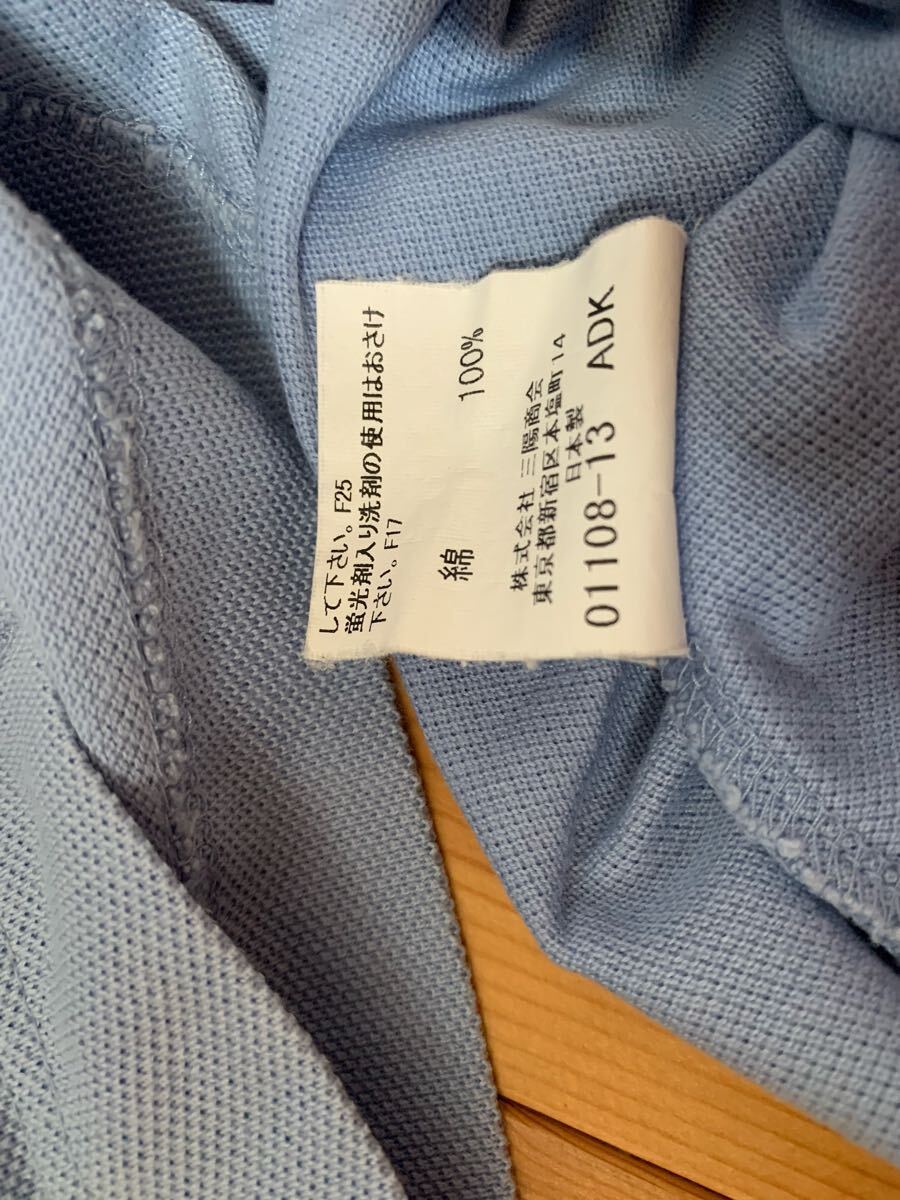 して下さい。F25
蛍光剤入り洗剤の使用はおさけ
下さい。F17
綿 100%
株式会社 三陽商会
東京都新宿区本塩町14
日本製
01108-13 ADK